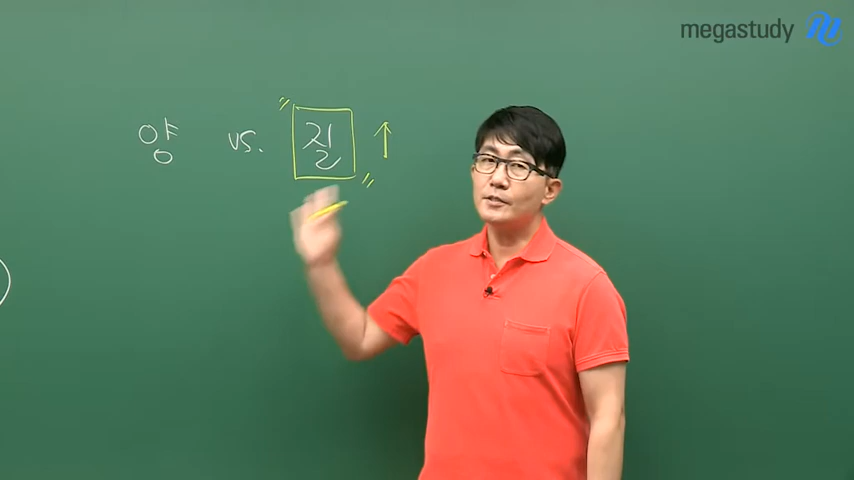 megastudy
양 vs. "질" ↑